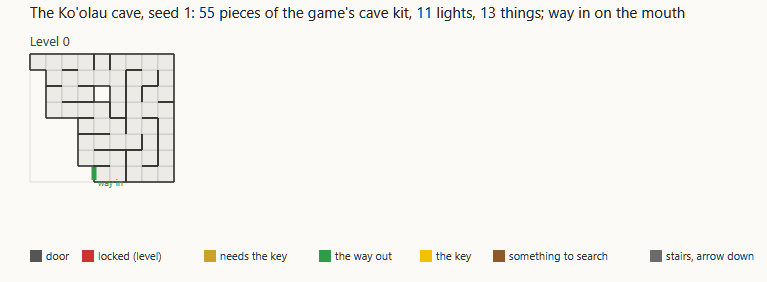 The Ko'olau cave, seed 1: 55 pieces of the game's cave kit, 11 lights, 13 things; way in on the mouth
Level 0
way in
door locked (level) needs the key the way out the key something to search stairs, arrow down